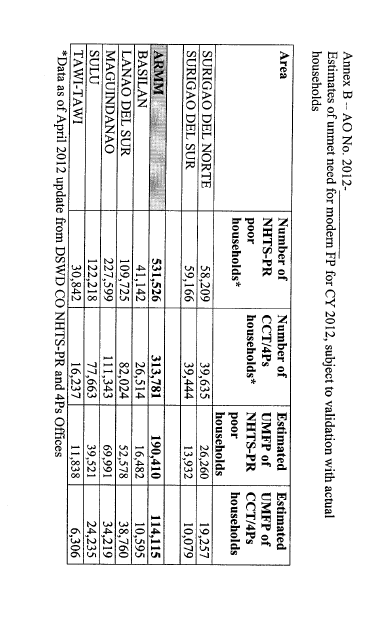 Annex B – AO No. 2012-________
Estimates of unmet need for modern FP for CY 2012, subject to validation with actual
households
Area | Number of NHTS-PR poor households* | Number of CCT/4Ps households* | Estimated UMFP of NHTS-PR poor households | Estimated UMFP of CCT/4Ps households
SURIGAO DEL NORTE | 58,209 | 39,635 | 26,260 | 19,257
SURIGAO DEL SUR | 59,166 | 39,444 | 13,932 | 10,079
ARMM | 531,526 | 313,781 | 190,410 | 114,115
BASILAN | 41,142 | 26,514 | 16,482 | 10,595
LANAO DEL SUR | 109,725 | 82,024 | 52,578 | 38,760
MAGUINDANAO | 227,599 | 111,343 | 69,991 | 34,219
SULU | 122,218 | 77,663 | 39,521 | 24,235
TAWI-TAWI | 30,842 | 16,237 | 11,838 | 6,306
*Data as of April 2012 update from DSWD CO NHTS-PR and 4Ps Offices